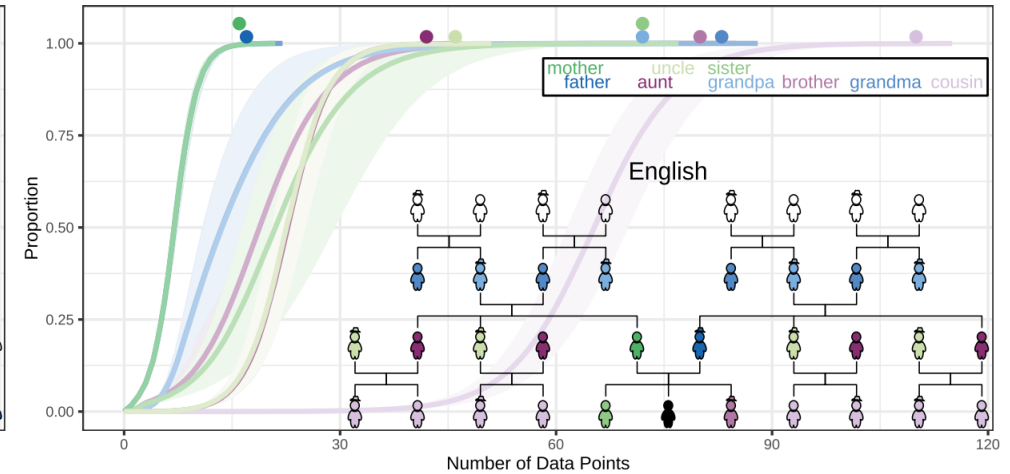 mother uncle sister
father aunt grandpa brother grandma cousin
English
Proportion
1.00
0.75
0.50
0.25
0.00
0 30 60 90 120
Number of Data Points